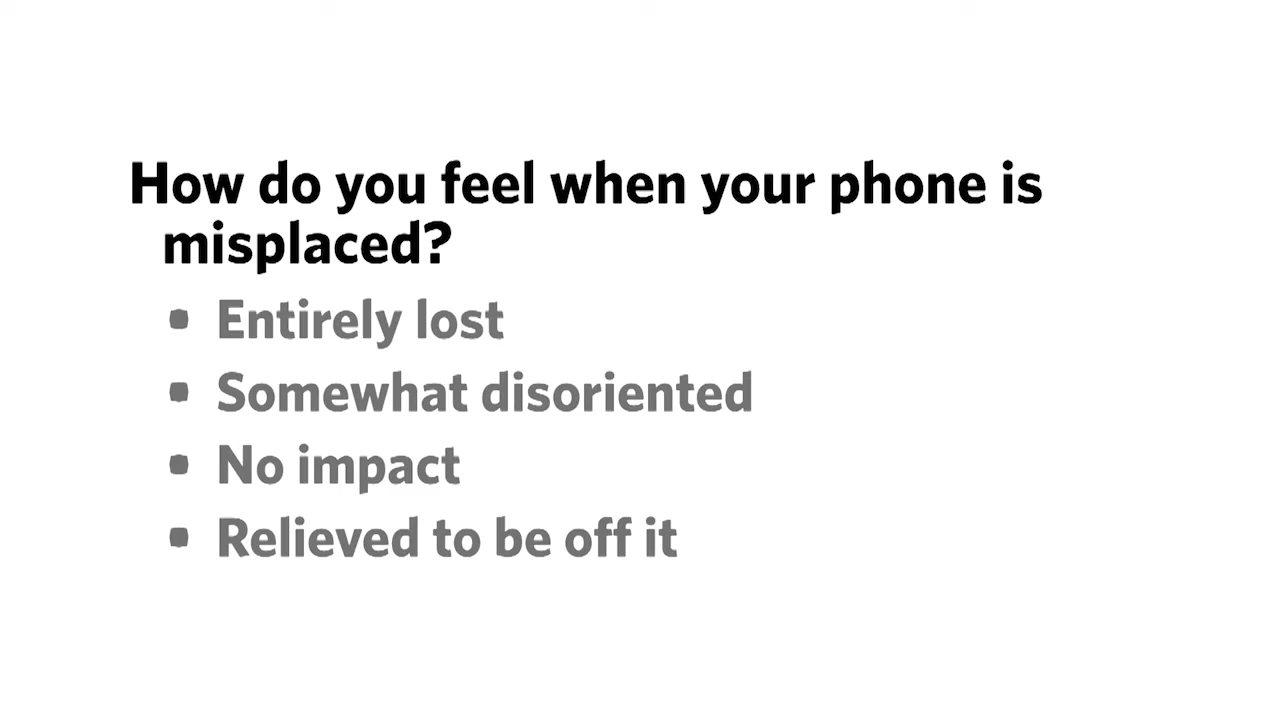 How do you feel when your phone is
misplaced?
• Entirely lost
• Somewhat disoriented
• No impact
• Relieved to be off it